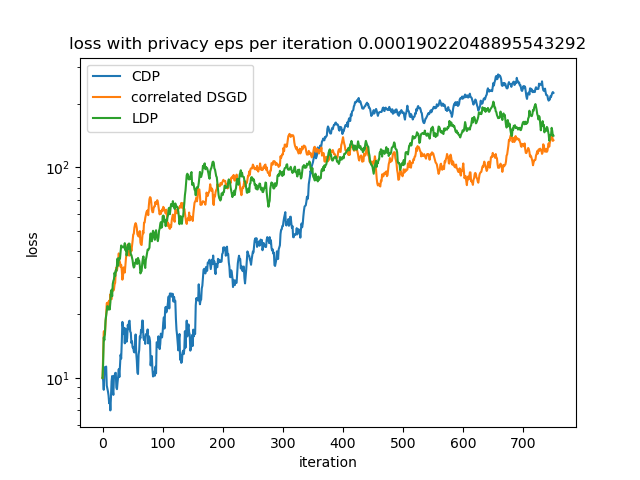 loss with privacy eps per iteration 0.00019022048895543292
CDP
correlated DSGD
LDP
10²
10¹
loss
0 100 200 300 400 500 600 700
iteration